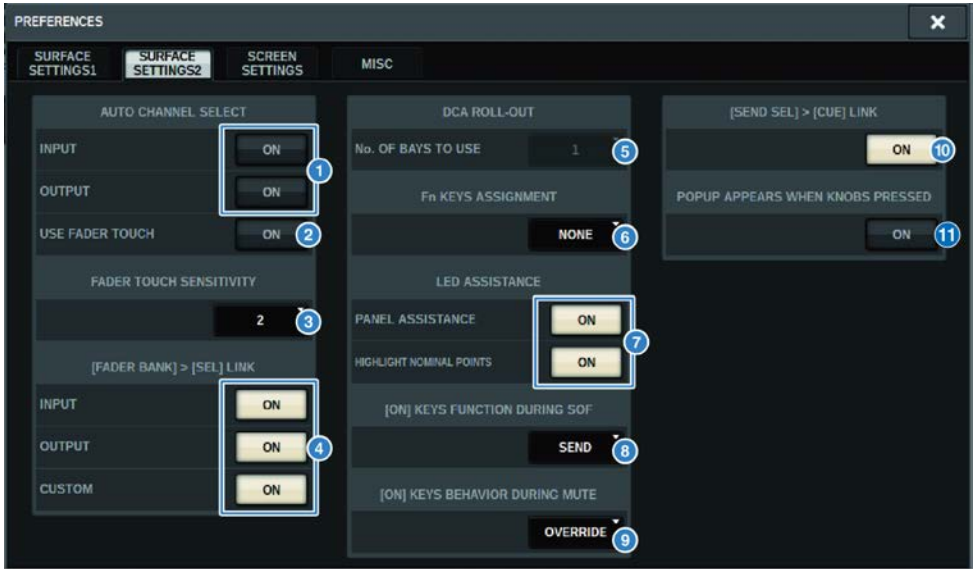 PREFERENCES
SURFACE SETTINGS1
SURFACE SETTINGS2
SCREEN SETTINGS
MISC
AUTO CHANNEL SELECT
INPUT ON
1
OUTPUT ON
USE FADER TOUCH ON 2
FADER TOUCH SENSITIVITY
2 3
[FADER BANK] > [SEL] LINK
INPUT ON
OUTPUT ON 4
CUSTOM ON
DCA ROLL-OUT
No. OF BAYS TO USE 1 5
Fn KEYS ASSIGNMENT
NONE 6
LED ASSISTANCE
PANEL ASSISTANCE ON
7
HIGHLIGHT NOMINAL POINTS ON
[ON] KEYS FUNCTION DURING SOF
SEND 8
[ON] KEYS BEHAVIOR DURING MUTE
OVERRIDE 9
[SEND SEL] > [CUE] LINK
ON 10
POPUP APPEARS WHEN KNOBS PRESSED
ON 11